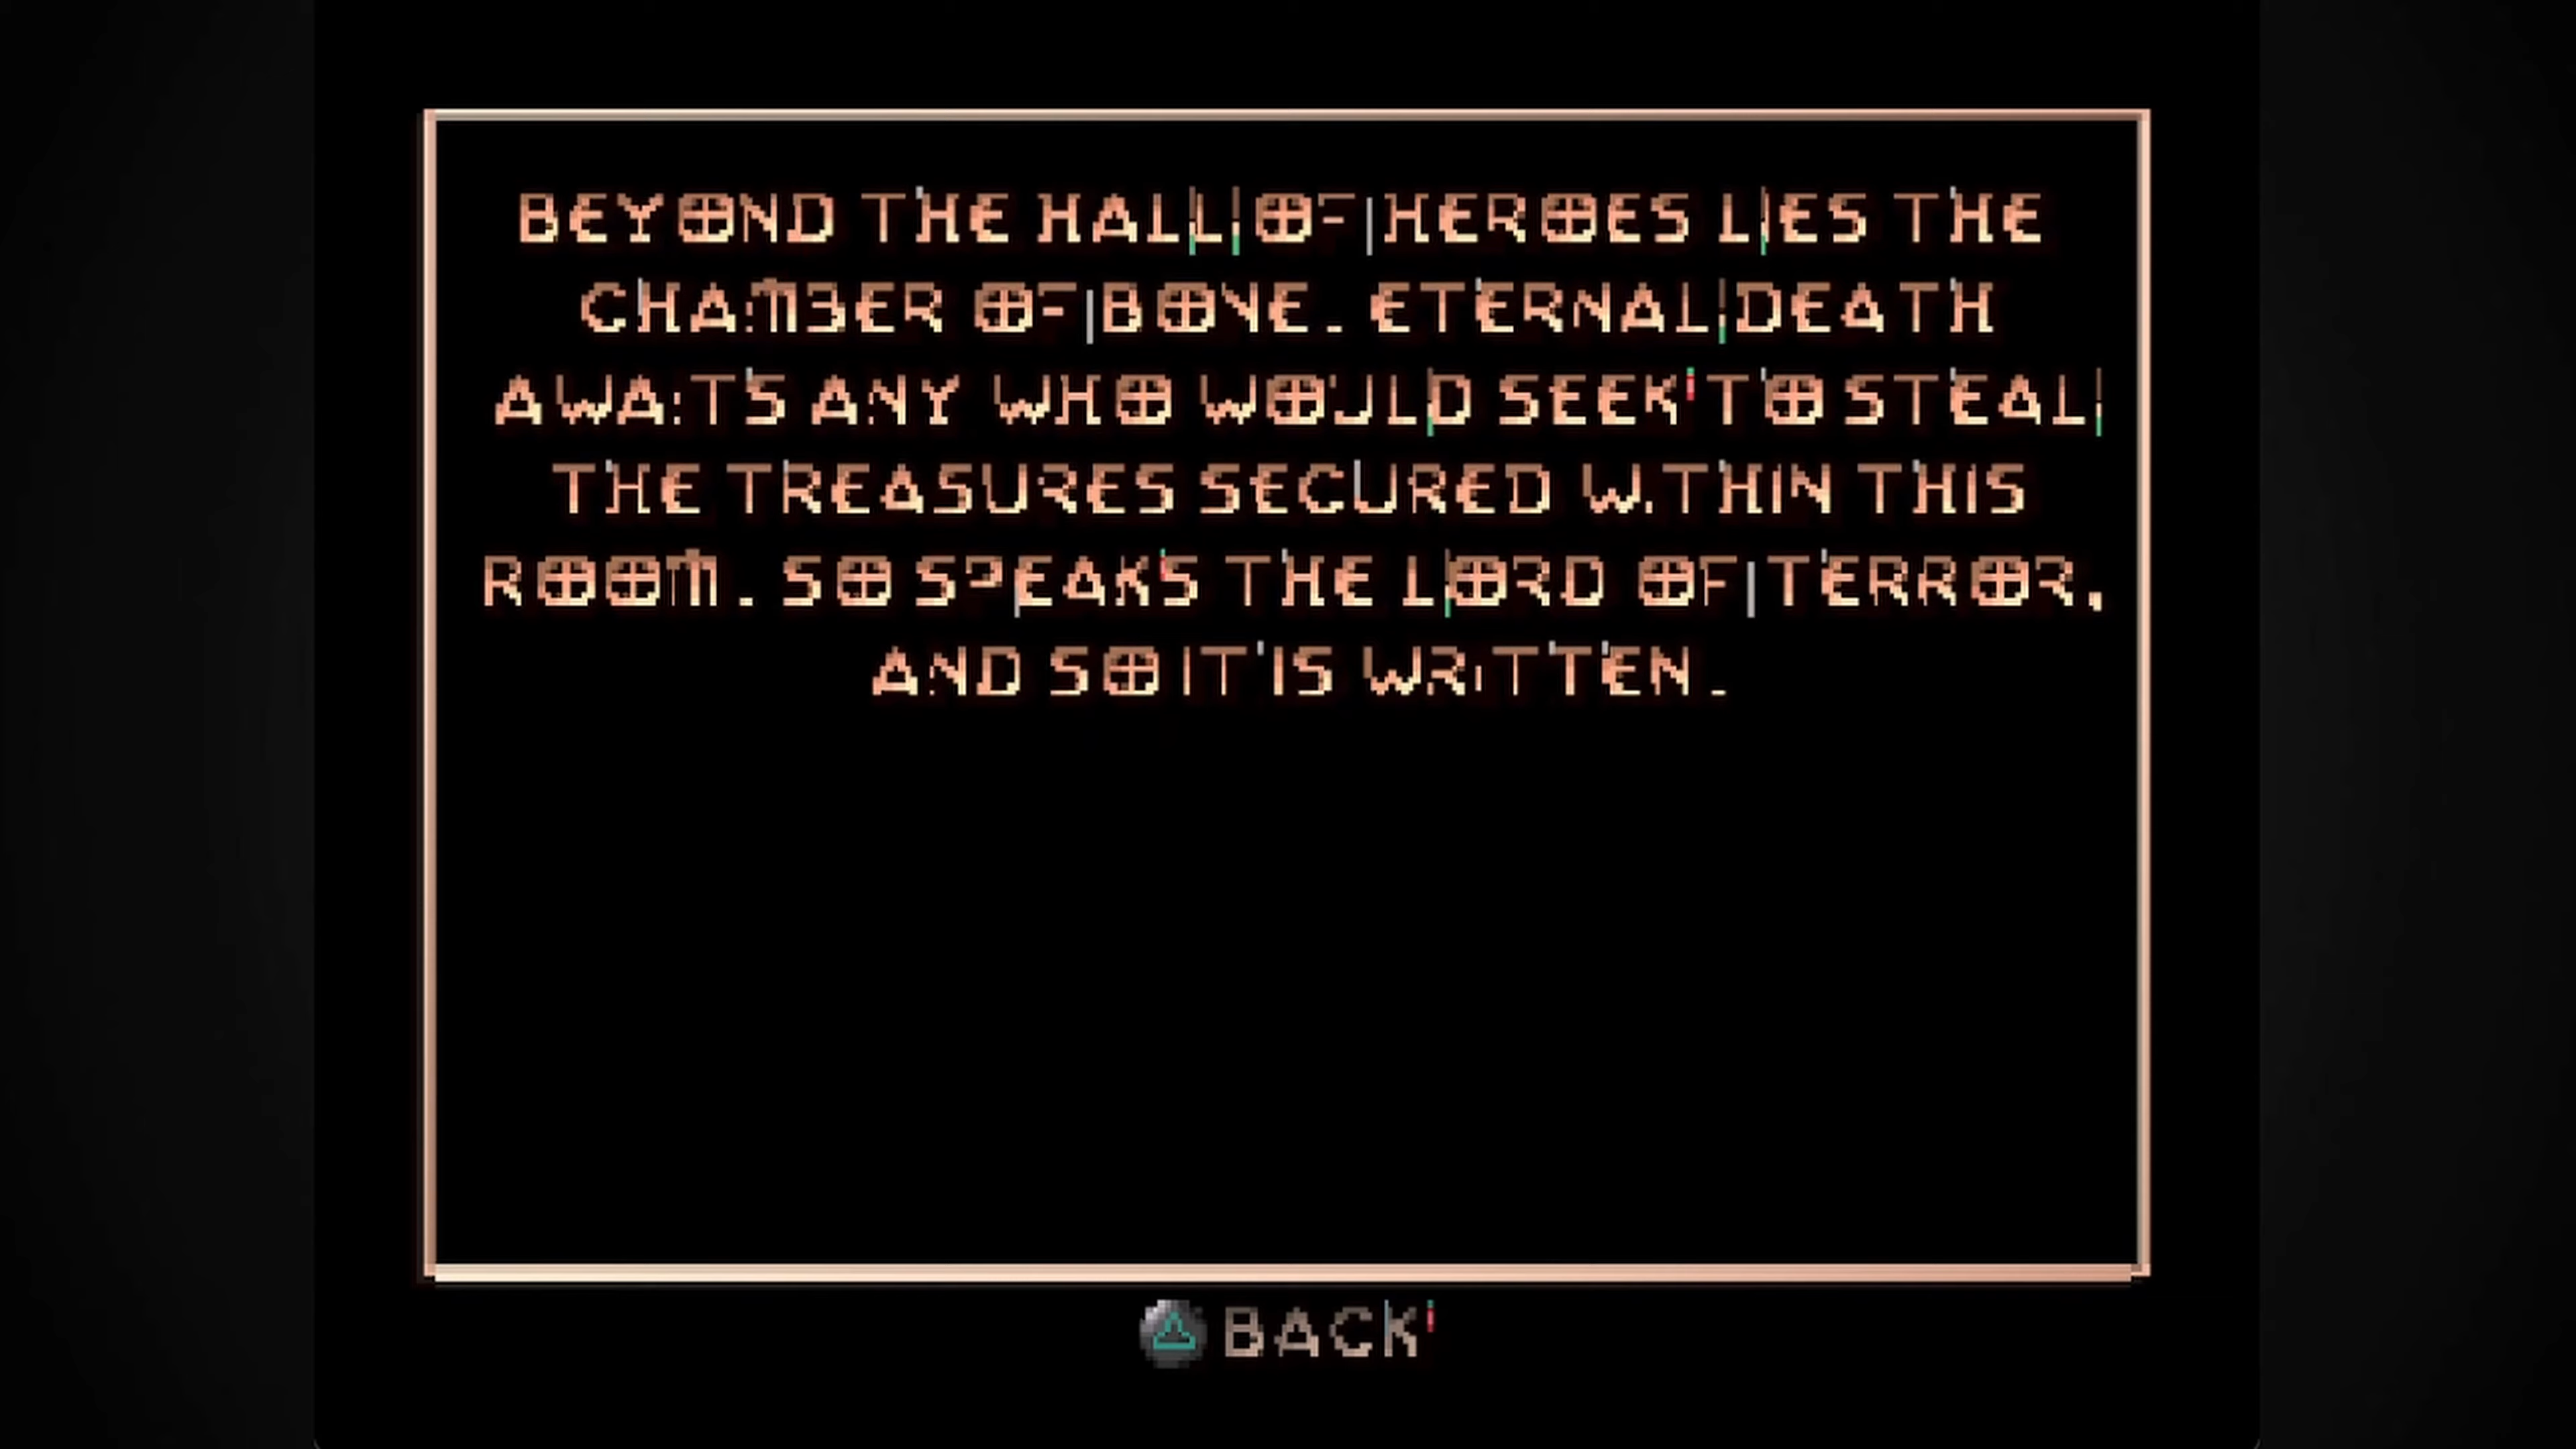 BEYOND THE HALL OF HEROES LIES THE
CHAMBER OF BONE. ETERNAL DEATH
AWAITS ANY WHO WOULD SEEK TO STEAL
THE TREASURES SECURED WITHIN THIS
ROOM. SO SPEAKS THE LORD OF TERROR,
AND SO IT IS WRITTEN.
BACK